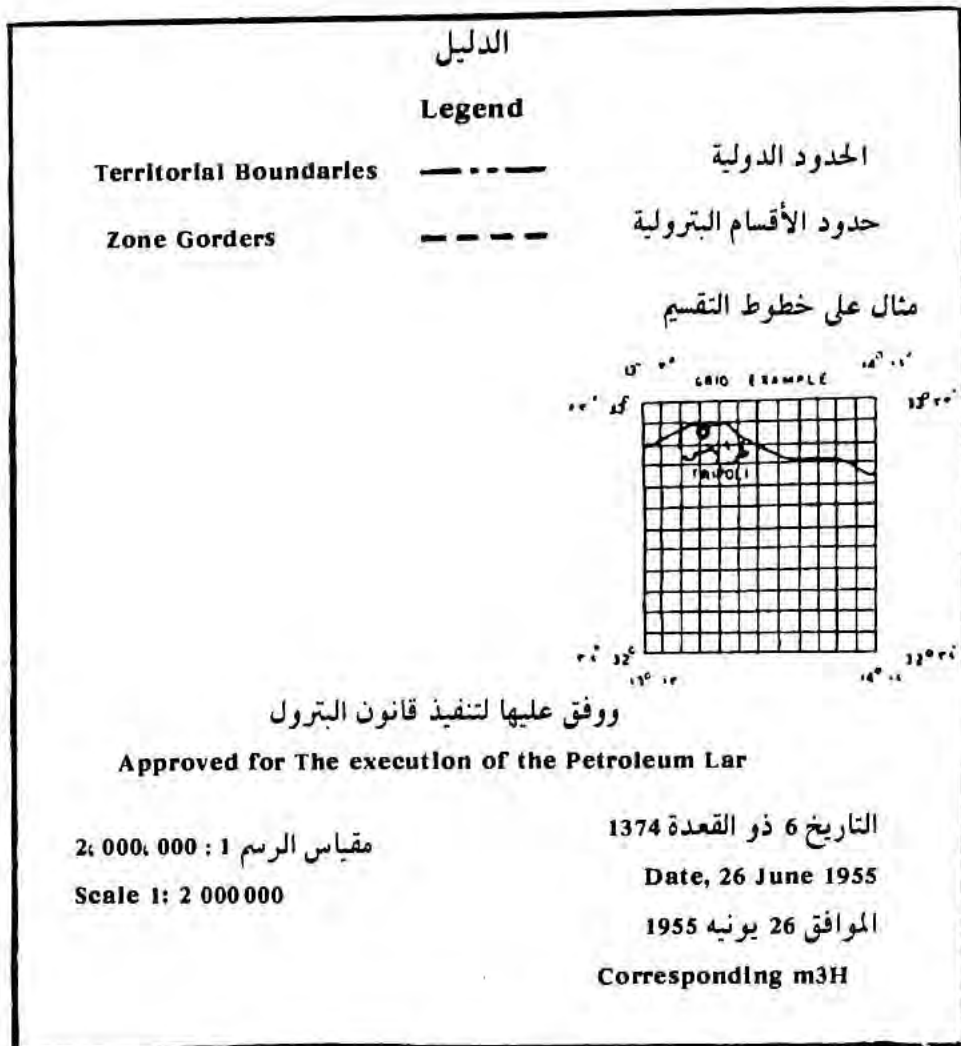 الدليل
Legend
Territorial Boundaries الحدود الدولية
Zone Gorders حدود الأقسام البترولية
مثال على خطوط التقسيم
GRID EXAMPLE
TRIPOLI
ووفق عليها لتنفيذ قانون البترول
Approved for The execution of the Petroleum Lar
التاريخ 6 ذو القعدة 1374
مقياس الرسم 1 : 2،000،000
Date, 26 June 1955
Scale 1: 2 000000
الموافق 26 يونيه 1955
Corresponding m3H